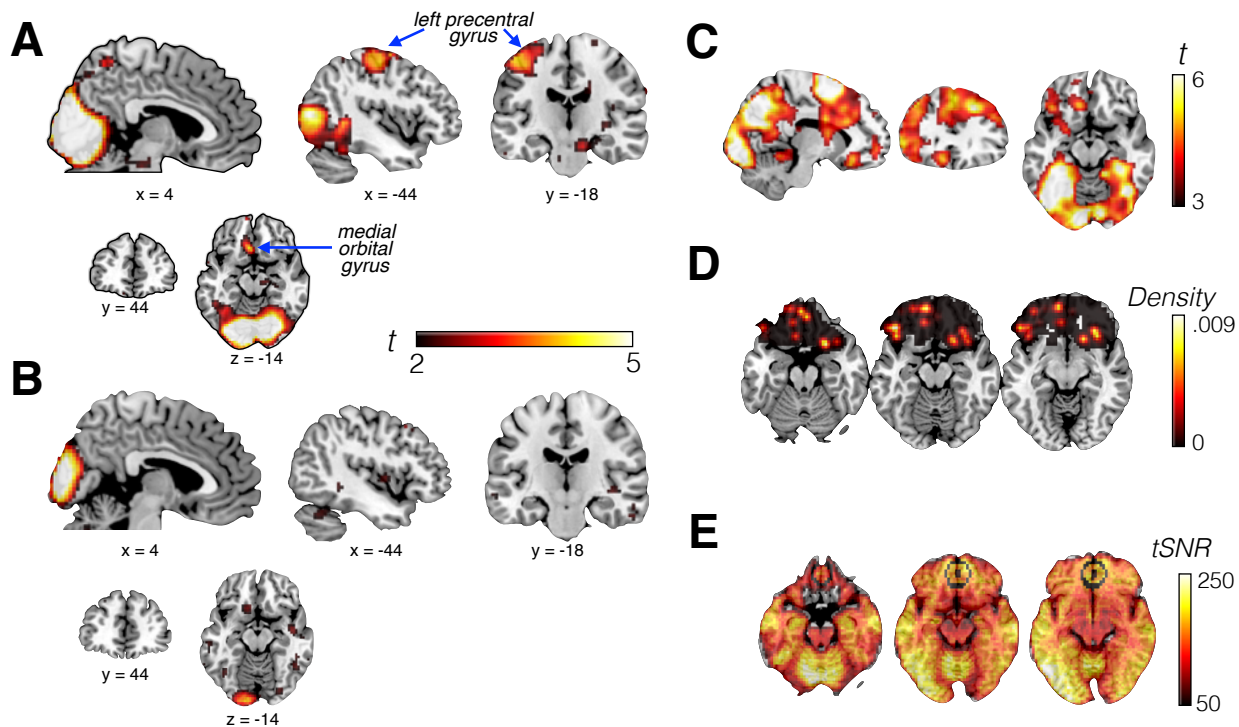 A
left precentral
gyrus
x = 4
x = -44
y = -18
medial
orbital
gyrus
y = 44
z = -14
t
2
5
B
x = 4
x = -44
y = -18
y = 44
z = -14
C
t
6
3
D
Density
.009
0
E
tSNR
250
50